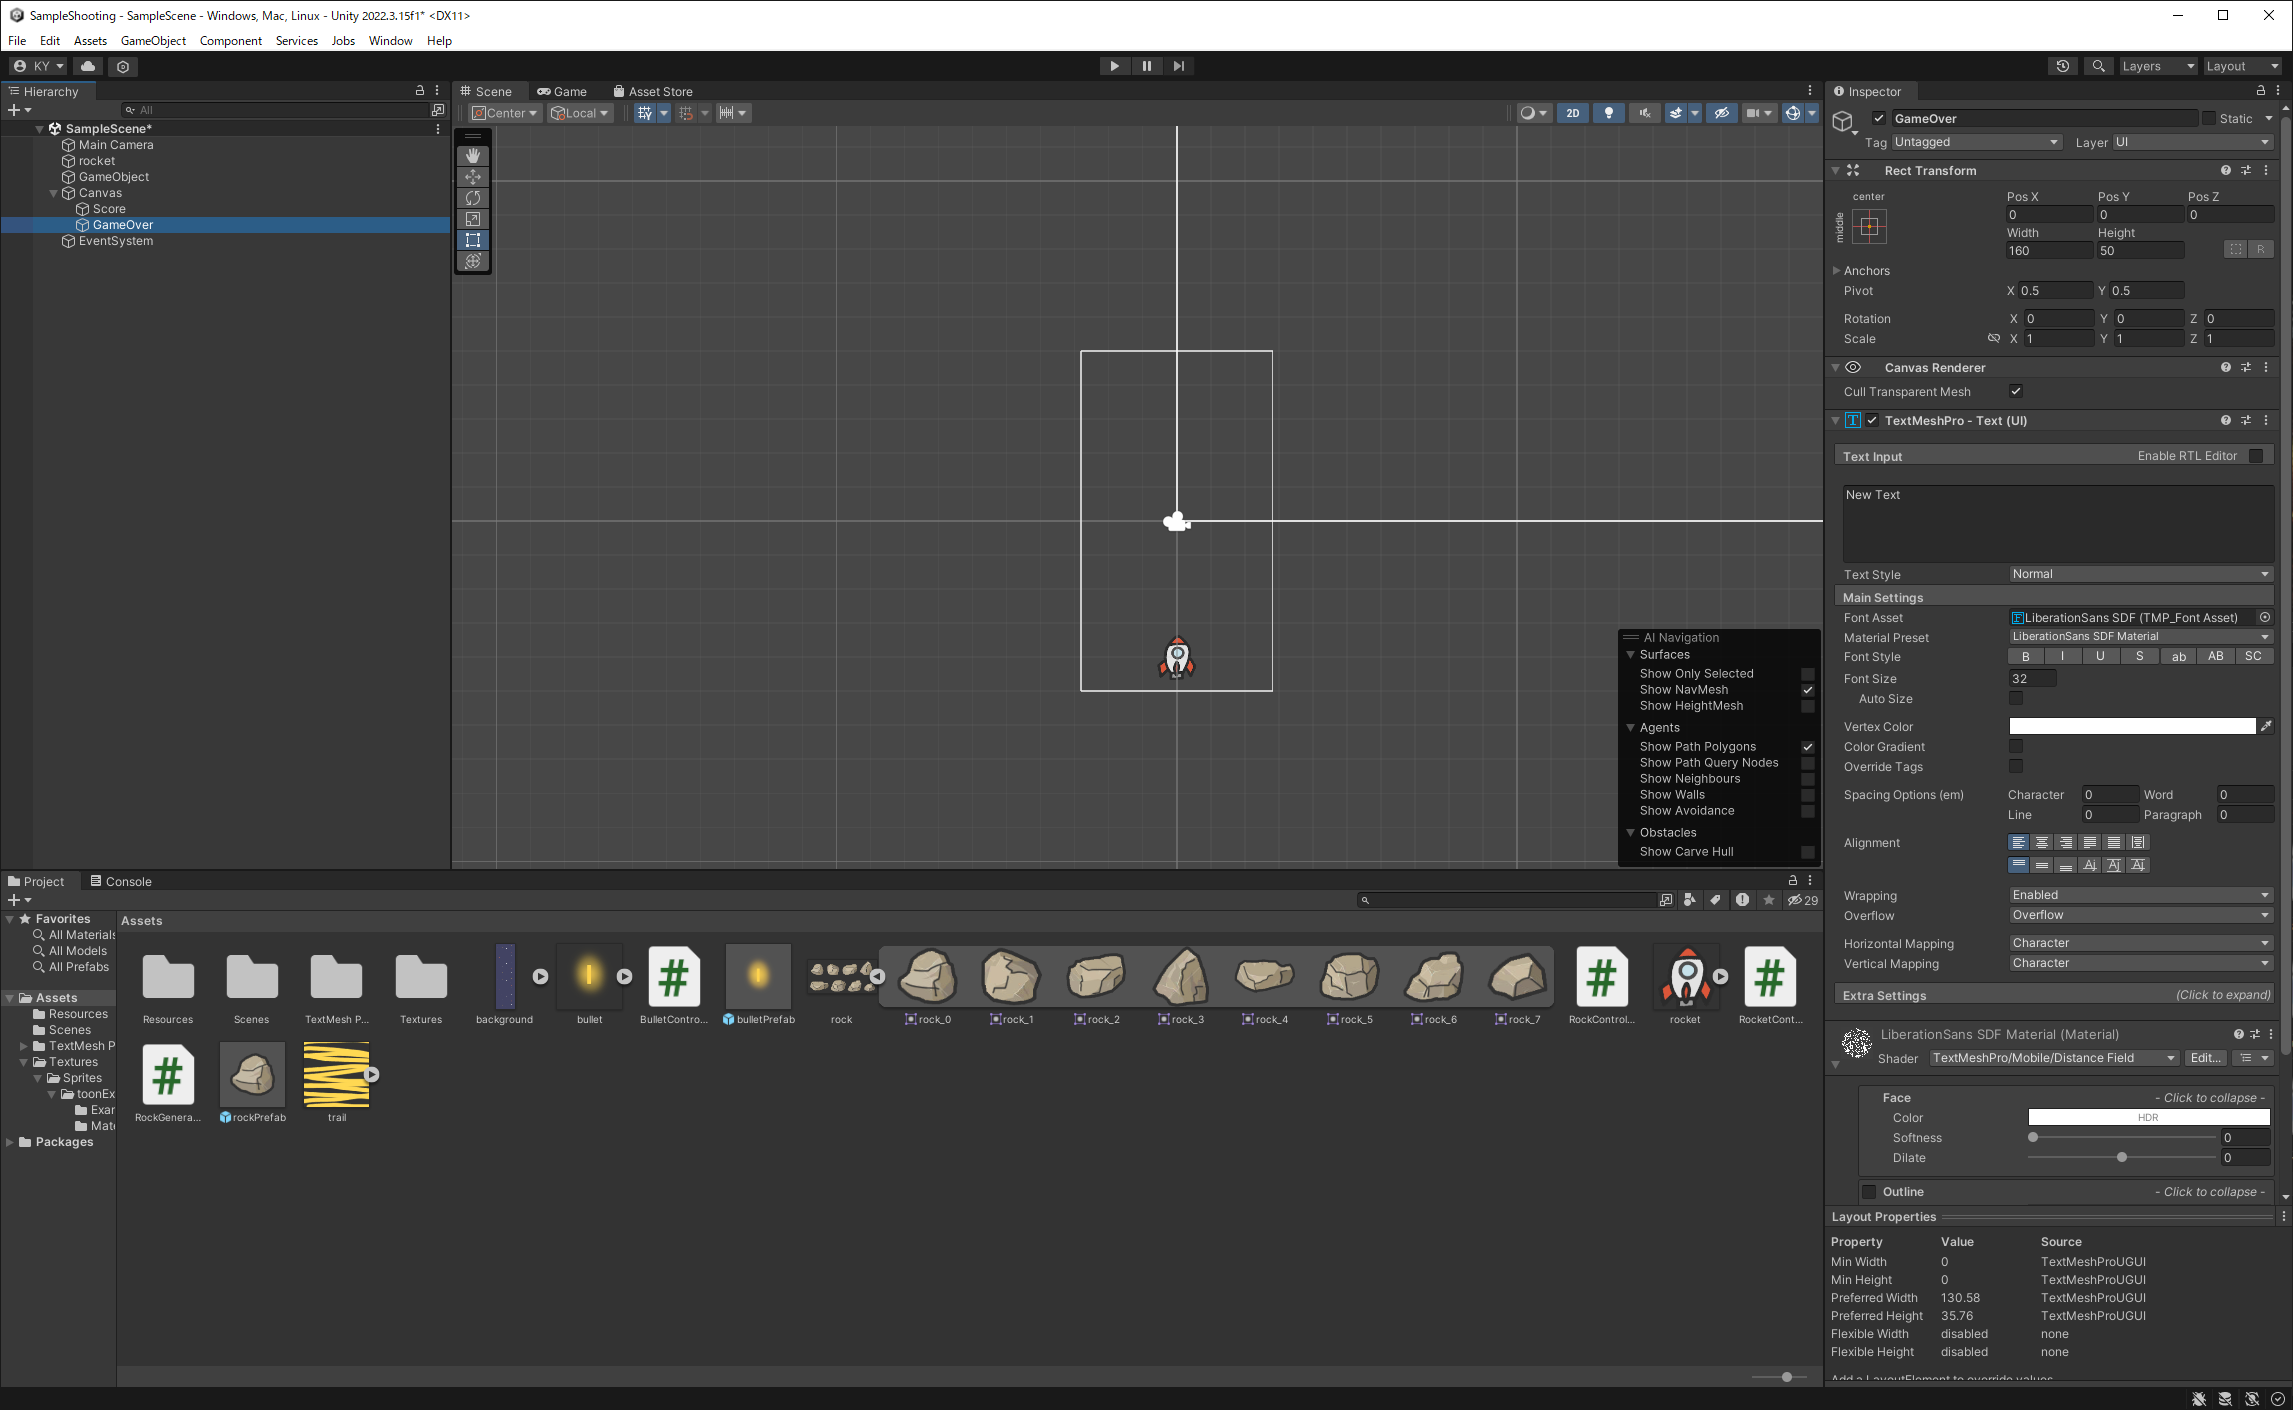 SampleShooting - SampleScene - Windows, Mac, Linux - Unity 2022.3.15f1* <DX11>
File Edit Assets GameObject Component Services Jobs Window Help
KY
Layers
Layout
Hierarchy
All
SampleScene*
Main Camera
rocket
GameObject
Canvas
Score
GameOver
EventSystem
Scene
Game
Asset Store
Center
Local
2D
AI Navigation
Surfaces
Show Only Selected
Show NavMesh
Show HeightMesh
Agents
Show Path Polygons
Show Path Query Nodes
Show Neighbours
Show Walls
Show Avoidance
Obstacles
Show Carve Hull
Inspector
GameOver
Static
Tag Untagged Layer UI
Rect Transform
center
middle
Pos X Pos Y Pos Z
0 0 0
Width Height
160 50
R
Anchors
Pivot X 0.5 Y 0.5
Rotation X 0 Y 0 Z 0
Scale X 1 Y 1 Z 1
Canvas Renderer
Cull Transparent Mesh
TextMeshPro - Text (UI)
Text Input Enable RTL Editor
New Text
Text Style Normal
Main Settings
Font Asset LiberationSans SDF (TMP_Font Asset)
Material Preset LiberationSans SDF Material
Font Style B I U S ab AB SC
Font Size 32
Auto Size
Vertex Color
Color Gradient
Override Tags
Spacing Options (em) Character 0 Word 0
Line 0 Paragraph 0
Alignment
Wrapping Enabled
Overflow Overflow
Horizontal Mapping Character
Vertical Mapping Character
Extra Settings (Click to expand)
LiberationSans SDF Material (Material)
Shader TextMeshPro/Mobile/Distance Field Edit...
Face - Click to collapse -
Color HDR
Softness 0
Dilate 0
Outline - Click to collapse -
Layout Properties
Property Value Source
Min Width 0 TextMeshProUGUI
Min Height 0 TextMeshProUGUI
Preferred Width 130.58 TextMeshProUGUI
Preferred Height 35.76 TextMeshProUGUI
Flexible Width disabled none
Flexible Height disabled none
Add a LayoutElement to override values
Project
Console
29
Favorites
All Materials
All Models
All Prefabs
Assets
Resources
Scenes
TextMesh P
Textures
Sprites
toonEx
Exar
Mate
Packages
Assets
Resources
Scenes
TextMesh P...
Textures
background
bullet
BulletContro...
bulletPrefab
rock
rock_0
rock_1
rock_2
rock_3
rock_4
rock_5
rock_6
rock_7
RockControl...
rocket
RocketCont...
RockGenera...
rockPrefab
trail